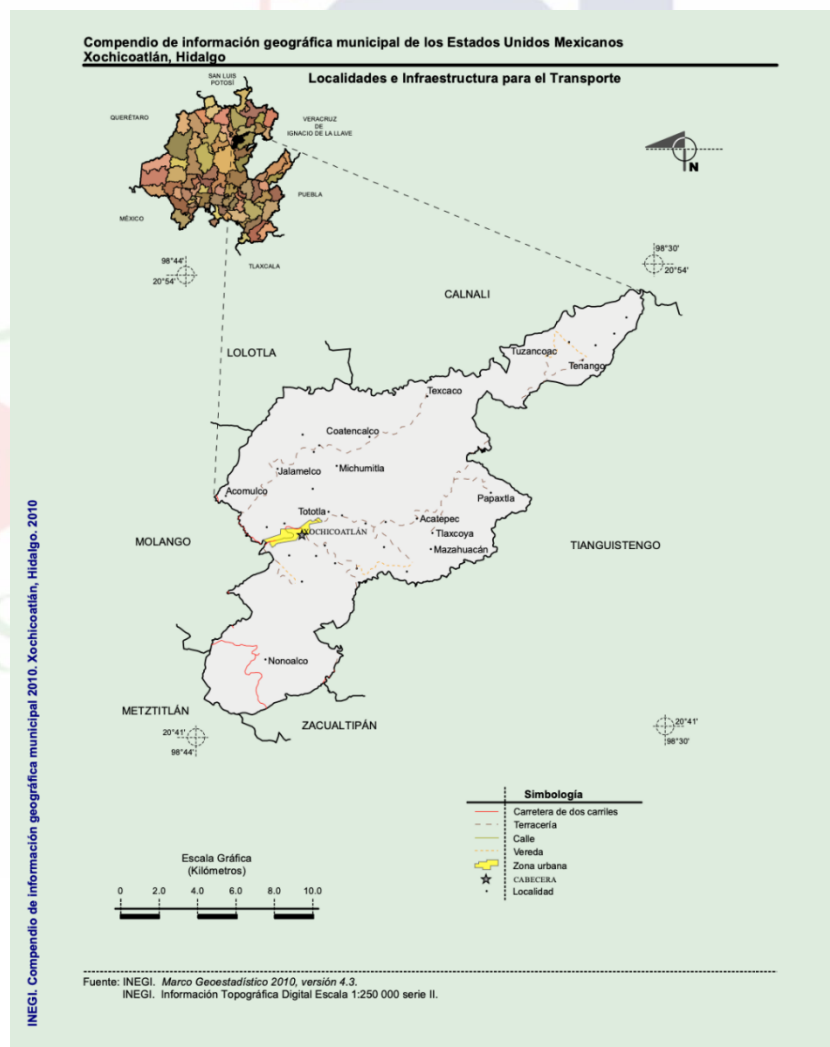 Compendio de información geográfica municipal de los Estados Unidos Mexicanos
Xochicoatlán, Hidalgo
Localidades e Infraestructura para el Transporte
SAN LUIS
POTOSÍ
QUERÉTARO
VERACRUZ
DE
IGNACIO DE LA LLAVE
PUEBLA
MÉXICO
TLAXCALA
N
98°44'
20°54'
98°30'
20°54'
CALNALI
LOLOTLA
Tuzancoac
Tenango
Texcaco
Coatencalco
Jalamelco
Michumitla
Acomulco
Papaxtla
Tototla
Acatepec
XOCHICOATLÁN
Tlaxcoya
MOLANGO
TIANGUISTENGO
Mazahuacán
Nonoalco
METZTITLÁN
ZACUALTIPÁN
20°41'
98°44'
20°41'
98°30'
Simbología
Carretera de dos carriles
Terracería
Calle
Vereda
Zona urbana
CABECERA
Localidad
Escala Gráfica
(Kilómetros)
0 2.0 4.0 6.0 8.0 10.0
Fuente: INEGI. Marco Geoestadístico 2010, versión 4.3.
INEGI. Información Topográfica Digital Escala 1:250 000 serie II.
INEGI. Compendio de información geográfica municipal 2010. Xochicoatlán, Hidalgo. 2010